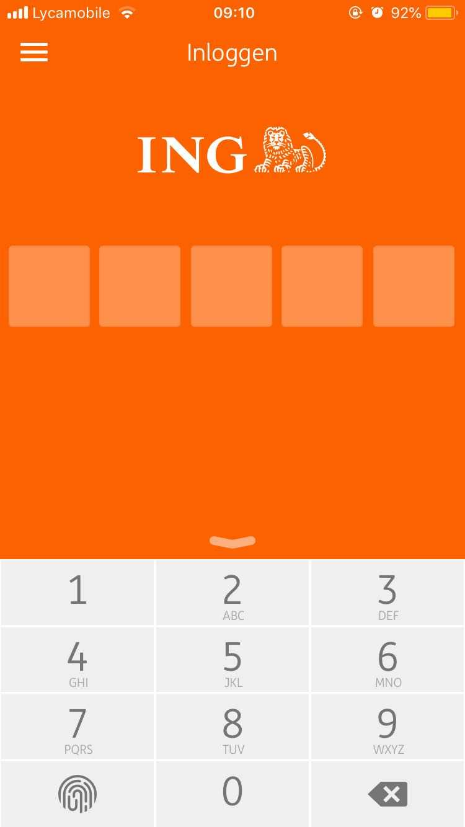 Lycamobile 09:10 92%
Inloggen
ING
1 2 3
ABC DEF
4 5 6
GHI JKL MNO
7 8 9
PQRS TUV WXYZ
0